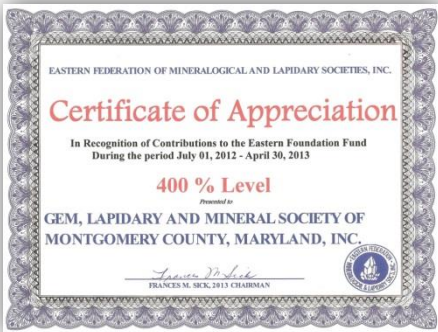 EASTERN FEDERATION OF MINERALOGICAL AND LAPIDARY SOCIETIES, INC.
Certificate of Appreciation
In Recognition of Contributions to the Eastern Foundation Fund
During the period July 01, 2012 - April 30, 2013
400 % Level
Presented to
GEM, LAPIDARY AND MINERAL SOCIETY OF
MONTGOMERY COUNTY, MARYLAND, INC.
Frances M. Sick
FRANCES M. SICK, 2013 CHAIRMAN